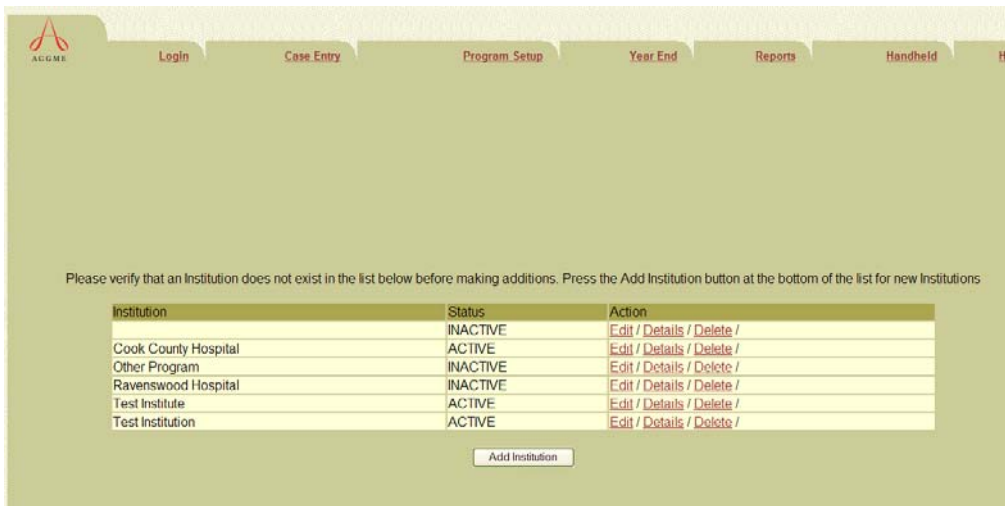 ACGME
Login Case Entry Program Setup Year End Reports Handheld H
Please verify that an Institution does not exist in the list below before making additions. Press the Add Institution button at the bottom of the list for new Institutions
Institution Status Action
INACTIVE Edit / Details / Delete /
Cook County Hospital ACTIVE Edit / Details / Delete /
Other Program INACTIVE Edit / Details / Delete /
Ravenswood Hospital INACTIVE Edit / Details / Delete /
Test Institute ACTIVE Edit / Details / Delete /
Test Institution ACTIVE Edit / Details / Delete /
Add Institution